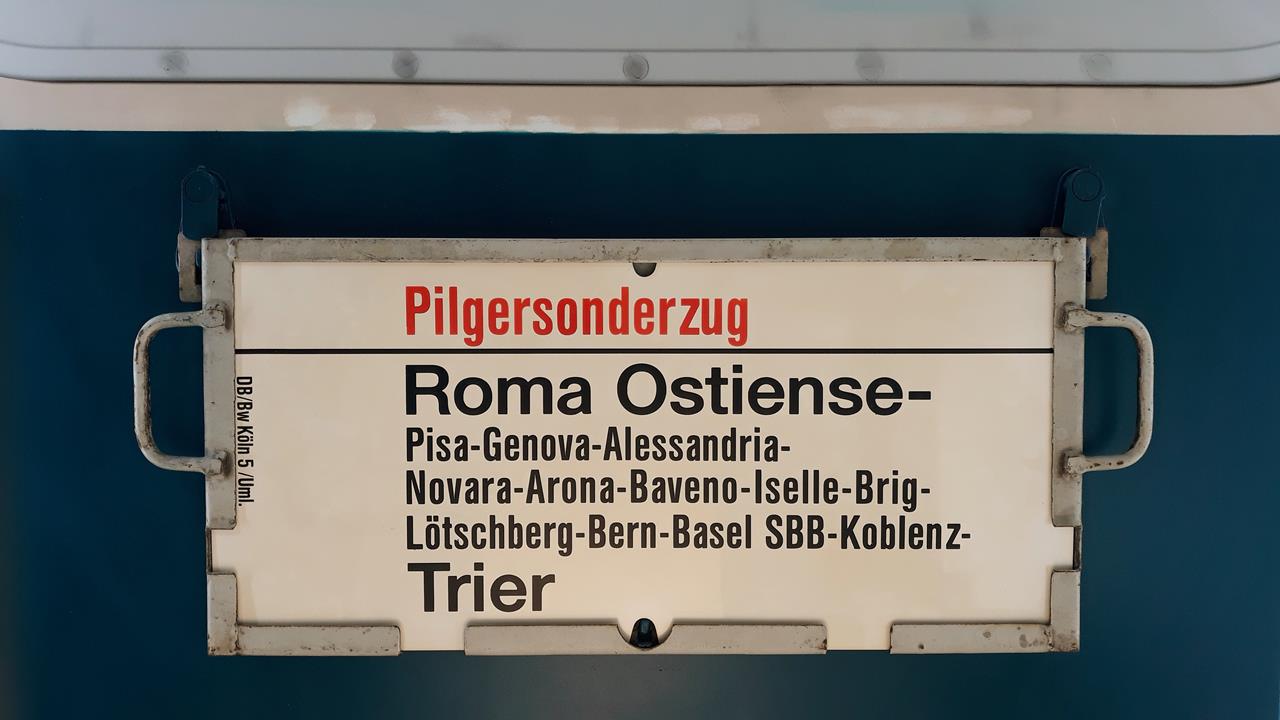 Pilgersonderzug
Roma Ostiense-
Pisa-Genova-Alessandria-
Novara-Arona-Baveno-Iselle-Brig-
Lötschberg-Bern-Basel SBB-Koblenz-
Trier
DB/Bw Köln 5 /Uml.